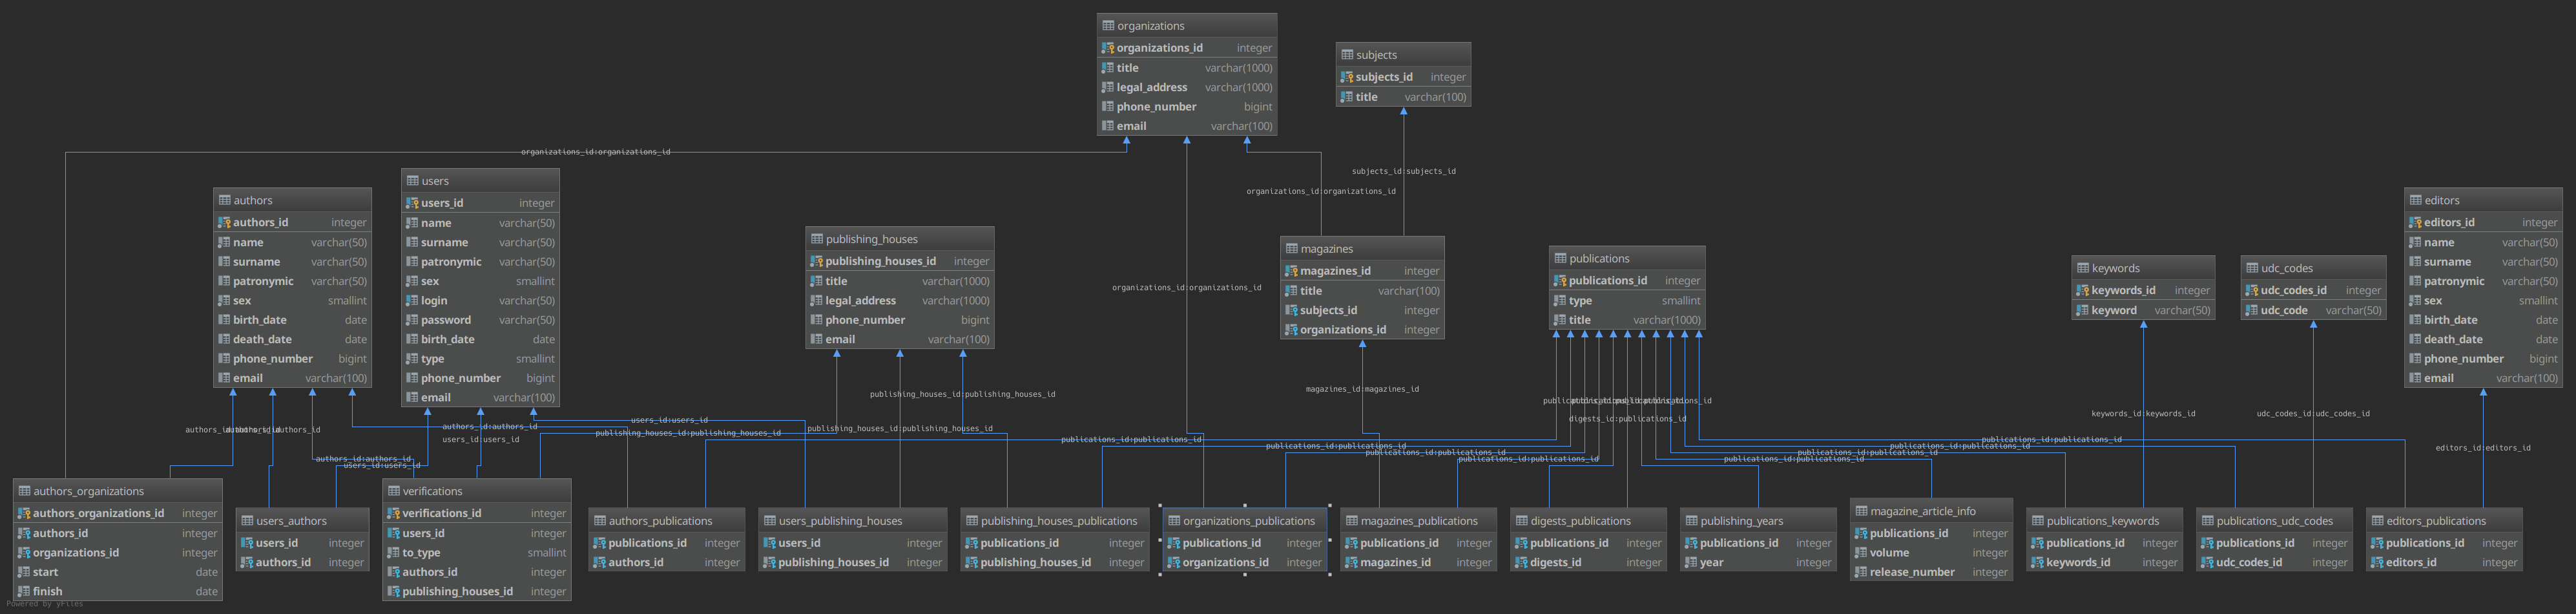 organizations
organizations_id integer
title varchar(1000)
legal_address varchar(1000)
phone_number bigint
email varchar(100)
subjects
subjects_id integer
title varchar(100)
organizations_id:organizations_id
subjects_id:subjects_id
organizations_id:organizations_id
users
users_id integer
name varchar(50)
surname varchar(50)
patronymic varchar(50)
sex smallint
login varchar(50)
password varchar(50)
birth_date date
type smallint
phone_number bigint
email varchar(100)
authors
authors_id integer
name varchar(50)
surname varchar(50)
patronymic varchar(50)
sex smallint
birth_date date
death_date date
phone_number bigint
email varchar(100)
editors
editors_id integer
name varchar(50)
surname varchar(50)
patronymic varchar(50)
sex smallint
birth_date date
death_date date
phone_number bigint
email varchar(100)
publishing_houses
publishing_houses_id integer
title varchar(1000)
legal_address varchar(1000)
phone_number bigint
email varchar(100)
magazines
magazines_id integer
title varchar(100)
subjects_id integer
organizations_id integer
publications
publications_id integer
type smallint
title varchar(1000)
keywords
keywords_id integer
keyword varchar(50)
udc_codes
udc_codes_id integer
udc_code varchar(50)
organizations_id:organizations_id
magazines_id:magazines_id
publishing_houses_id:publishing_houses_id
keywords_id:keywords_id
udc_codes_id:udc_codes_id
digests_id:publications_id
users_id:users_id
authors_id:authors_id
publishing_houses_id:publishing_houses_id
publishing_houses_id:publishing_houses_id
users_id:users_id
publications_id:publications_id
publications_id:publications_id
publications_id:publications_id
publications_id:publications_id
publications_id:publications_id
publications_id:publications_id
publications_id:publications_id
editors_id:editors_id
authors_id:authors_id
users_id:users_id
authors_organizations
authors_organizations_id integer
authors_id integer
organizations_id integer
start date
finish date
users_authors
users_id integer
authors_id integer
verifications
verifications_id integer
users_id integer
to_type smallint
authors_id integer
publishing_houses_id integer
authors_publications
publications_id integer
authors_id integer
users_publishing_houses
users_id integer
publishing_houses_id integer
publishing_houses_publications
publications_id integer
publishing_houses_id integer
organizations_publications
publications_id integer
organizations_id integer
magazines_publications
publications_id integer
magazines_id integer
digests_publications
publications_id integer
digests_id integer
publishing_years
publications_id integer
year integer
magazine_article_info
publications_id integer
volume integer
release_number integer
publications_keywords
publications_id integer
keywords_id integer
publications_udc_codes
publications_id integer
udc_codes_id integer
editors_publications
publications_id integer
editors_id integer
Powered by yFiles